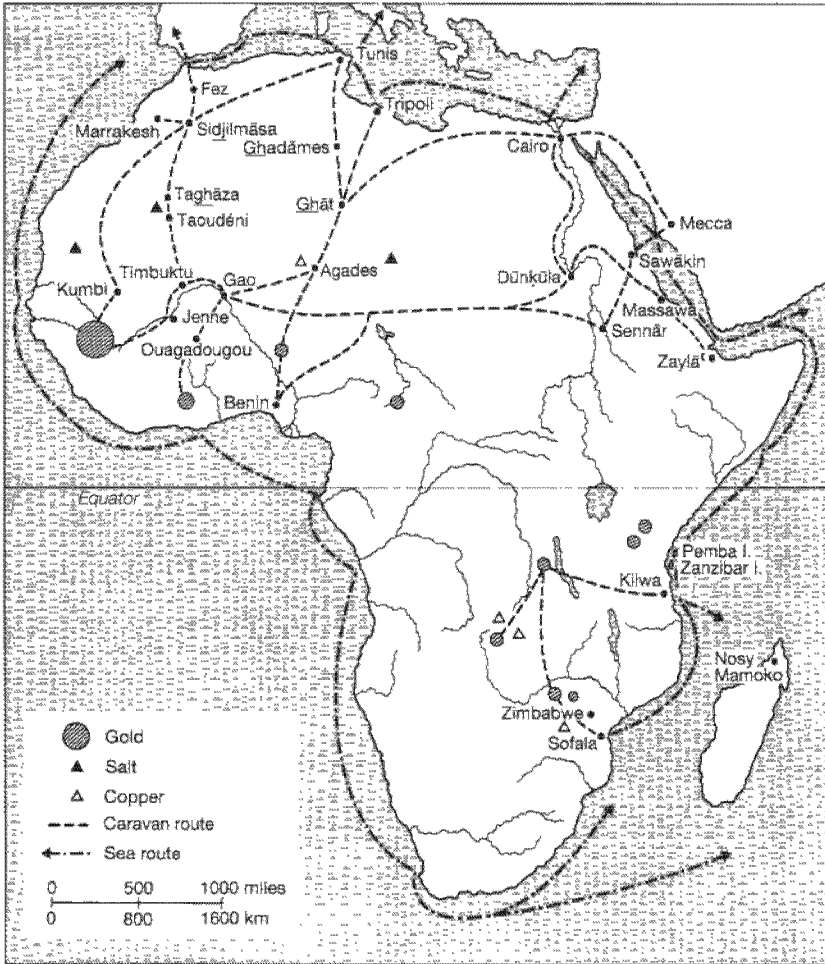 Tunis
Fez
Tripoli
Marrakesh
Sidjilmāsa
Cairo
Ghadāmes
Taghāza
Ghāt
Mecca
Taoudéni
Sawākin
Timbuktu
Agades
Dūnkūla
Kumbi
Gao
Massawa
Jenne
Sennār
Ouagadougou
Zaylā
Benin
Equator
Pemba I.
Zanzibar I.
Kilwa
Nosy
Mamoko
Zimbabwe
Sofala
Gold
Salt
Copper
Caravan route
Sea route
0 500 1000 miles
0 800 1600 km